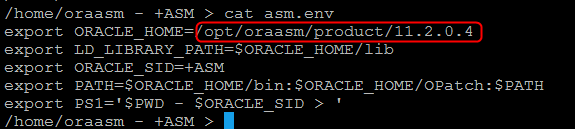 /home/oraasm - +ASM > cat asm.env
export ORACLE_HOME=/opt/oraasm/product/11.2.0.4
export LD_LIBRARY_PATH=$ORACLE_HOME/lib
export ORACLE_SID=+ASM
export PATH=$ORACLE_HOME/bin:$ORACLE_HOME/OPatch:$PATH
export PS1='$PWD - $ORACLE_SID > '
/home/oraasm - +ASM >